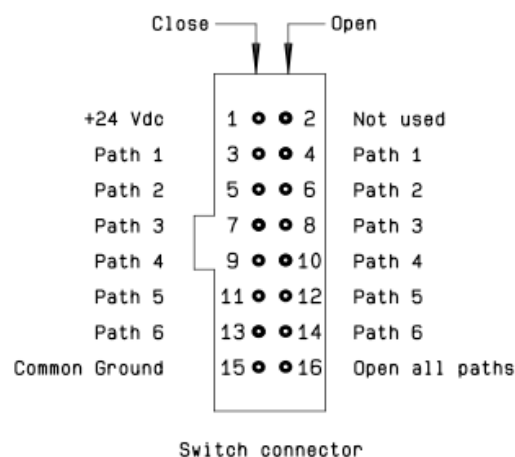 Close Open
+24 Vdc 1 2 Not used
Path 1 3 4 Path 1
Path 2 5 6 Path 2
Path 3 7 8 Path 3
Path 4 9 10 Path 4
Path 5 11 12 Path 5
Path 6 13 14 Path 6
Common Ground 15 16 Open all paths
Switch connector